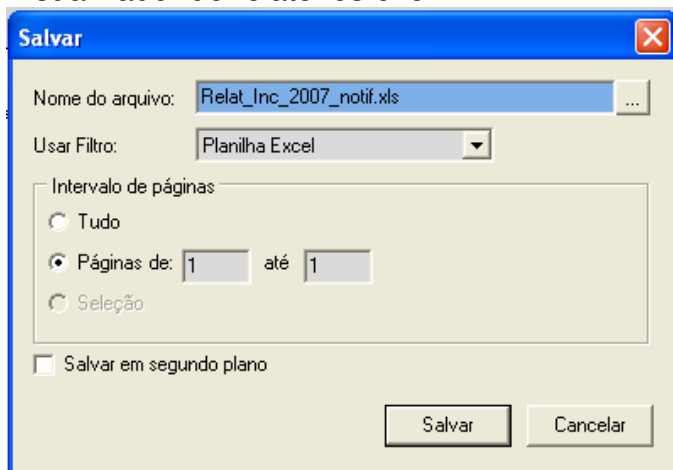 Salvar
Nome do arquivo: Relat_Inc_2007_notif.xls ...
Usar Filtro: Planilha Excel
Intervalo de páginas
Tudo
Páginas de: 1 até 1
Seleção
Salvar em segundo plano
Salvar Cancelar